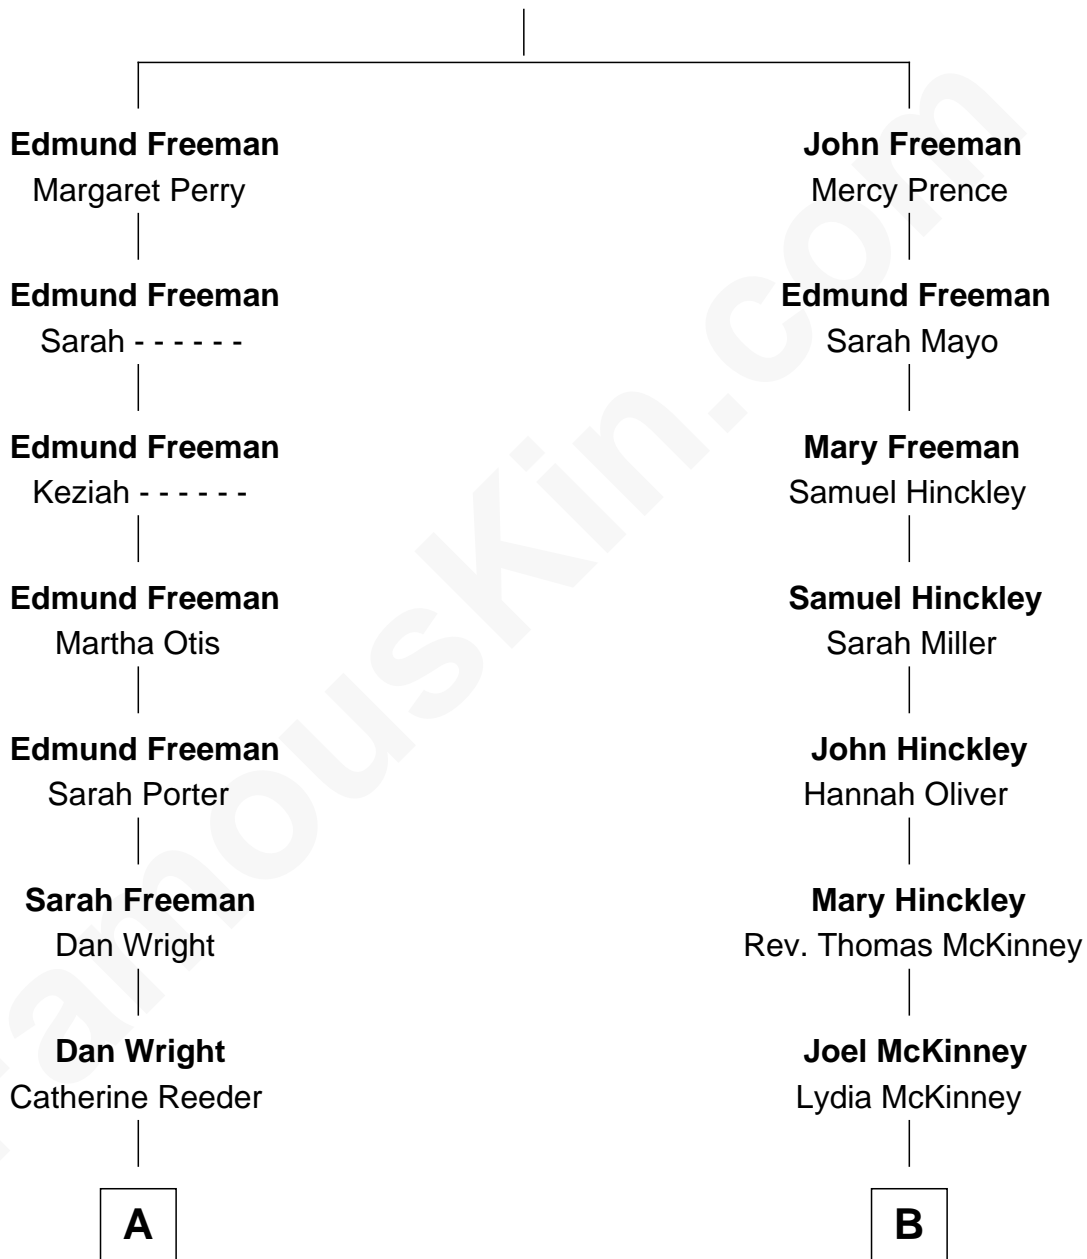 Edmund Freeman
Margaret Perry
Edmund Freeman
Sarah - - - - - -
Edmund Freeman
Keziah - - - - - -
Edmund Freeman
Martha Otis
Edmund Freeman
Sarah Porter
Sarah Freeman
Dan Wright
Dan Wright
Catherine Reeder
A
John Freeman
Mercy Prence
Edmund Freeman
Sarah Mayo
Mary Freeman
Samuel Hinckley
Samuel Hinckley
Sarah Miller
John Hinckley
Hannah Oliver
Mary Hinckley
Rev. Thomas McKinney
Joel McKinney
Lydia McKinney
B
FamousKin.com